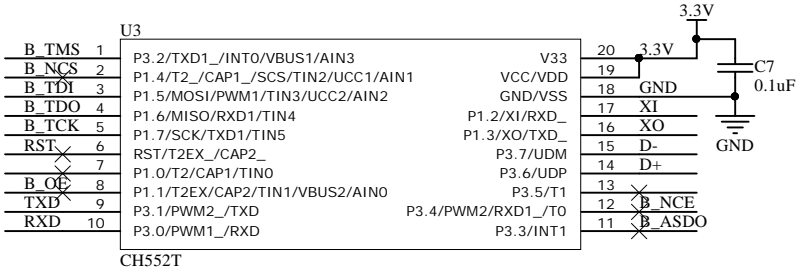 3.3V
U3
B_TMS 1 P3.2/TXD1_/INT0/VBUS1/AIN3 V33 20 3.3V
B_NCS 2 P1.4/T2_/CAP1_/SCS/TIN2/UCC1/AIN1 VCC/VDD 19
B_TDI 3 P1.5/MOSI/PWM1/TIN3/UCC2/AIN2 GND/VSS 18 GND
B_TDO 4 P1.6/MISO/RXD1/TIN4 P1.2/XI/RXD_ 17 XI
B_TCK 5 P1.7/SCK/TXD1/TIN5 P1.3/XO/TXD_ 16 XO
RST 6 RST/T2EX_/CAP2_ P3.7/UDM 15 D-
7 P1.0/T2/CAP1/TIN0 P3.6/UDP 14 D+
B_OE 8 P1.1/T2EX/CAP2/TIN1/VBUS2/AIN0 P3.5/T1 13
TXD 9 P3.1/PWM2_/TXD P3.4/PWM2/RXD1_/T0 12 B_NCE
RXD 10 P3.0/PWM1_/RXD P3.3/INT1 11 B_ASDO
CH552T
C7
0.1uF
GND